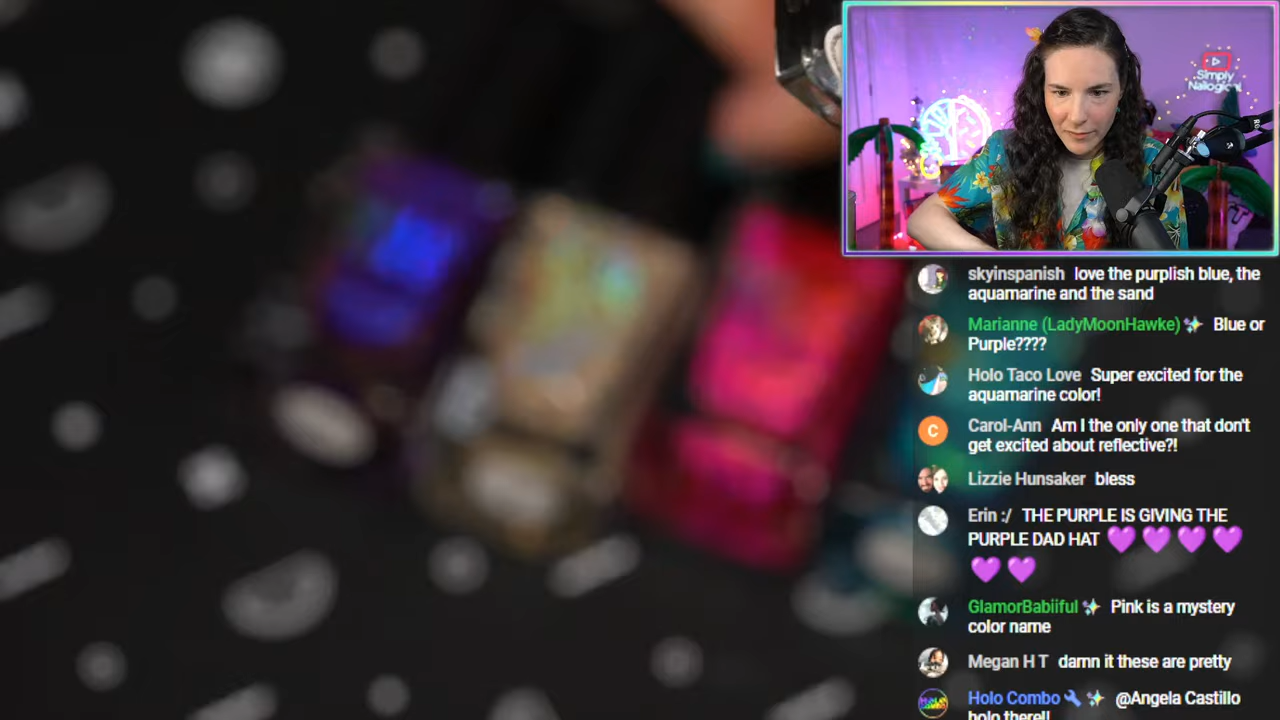 Simply
Nailogical
skyinspanish love the purplish blue, the
aquamarine and the sand
Marianne (LadyMoonHawke) Blue or
Purple????
Holo Taco Love Super excited for the
aquamarine color!
C
Carol-Ann Am I the only one that don't
get excited about reflective?!
Lizzie Hunsaker bless
Erin :/ THE PURPLE IS GIVING THE
PURPLE DAD HAT 💜 💜 💜 💜
💜 💜
GlamorBabiiful Pink is a mystery
color name
Megan H T damn it these are pretty
Holo Combo @Angela Castillo
holo there!!